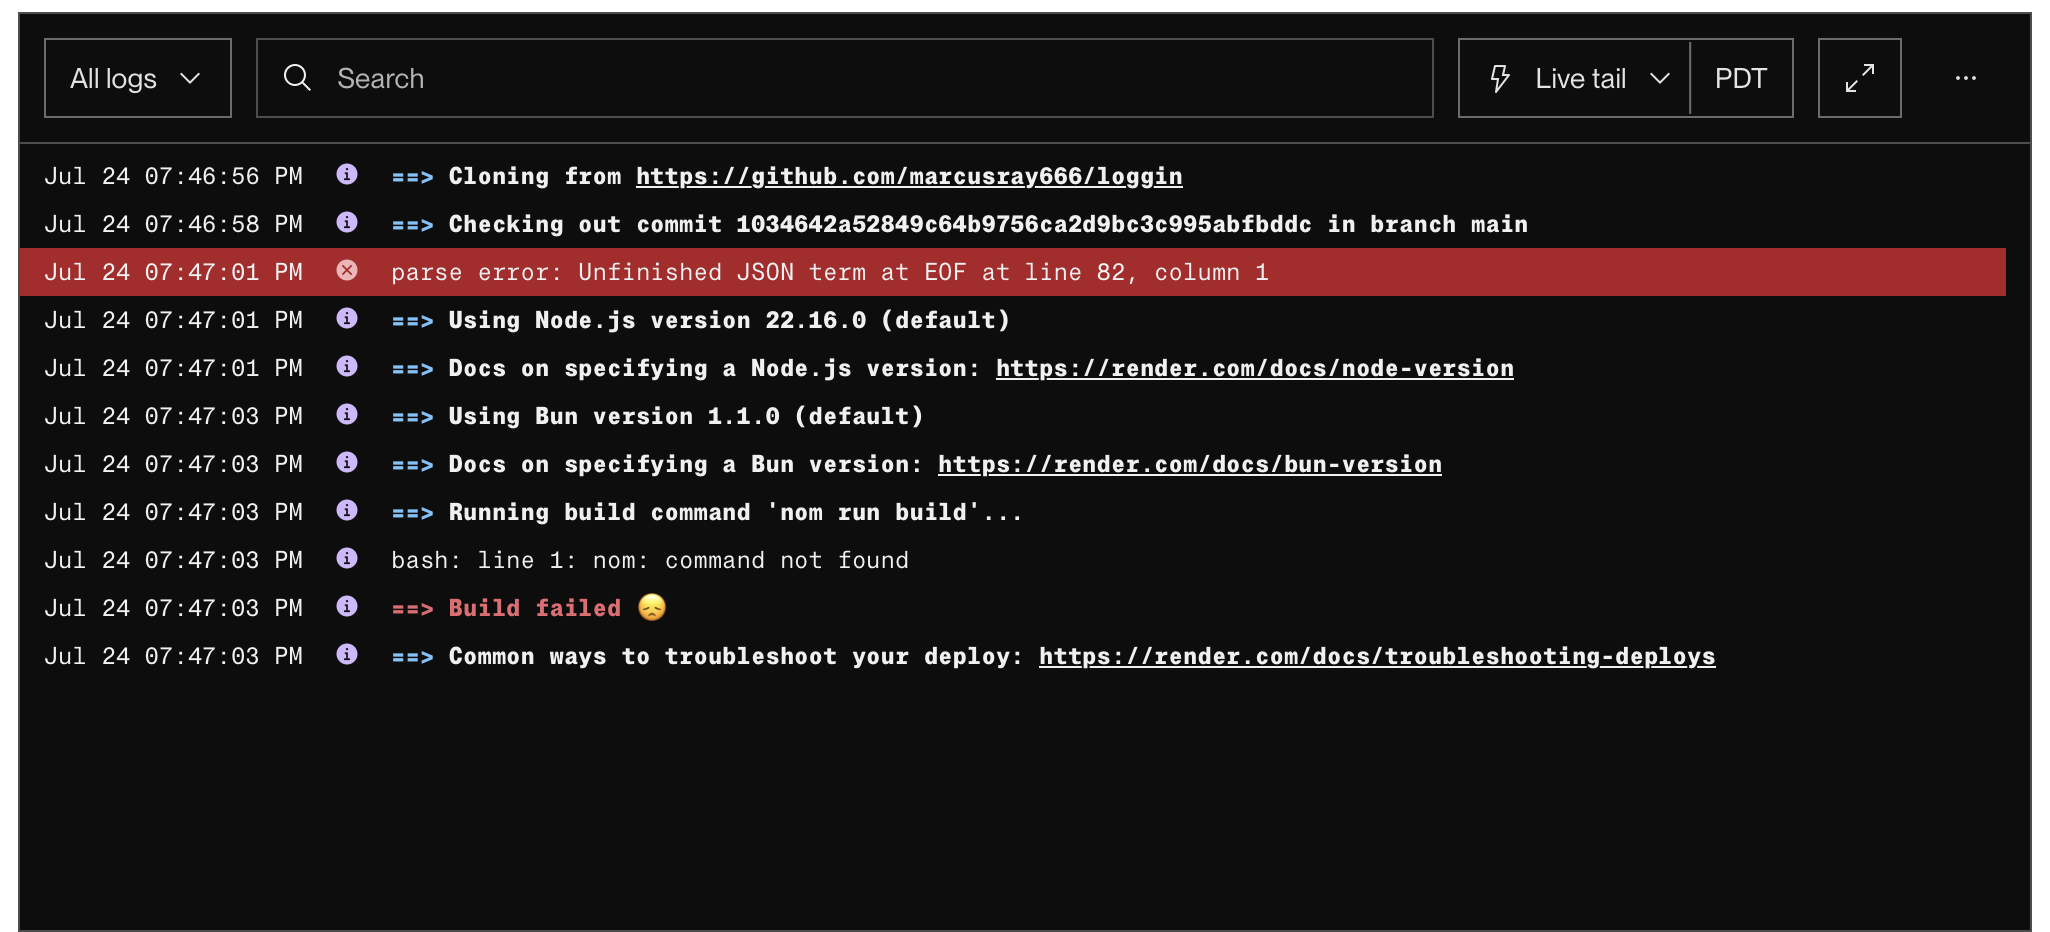 All logs Search Live tail PDT
Jul 24 07:46:56 PM ==> Cloning from https://github.com/marcusray666/loggin
Jul 24 07:46:58 PM ==> Checking out commit 1034642a52849c64b9756ca2d9bc3c995abfbddc in branch main
Jul 24 07:47:01 PM parse error: Unfinished JSON term at EOF at line 82, column 1
Jul 24 07:47:01 PM ==> Using Node.js version 22.16.0 (default)
Jul 24 07:47:01 PM ==> Docs on specifying a Node.js version: https://render.com/docs/node-version
Jul 24 07:47:03 PM ==> Using Bun version 1.1.0 (default)
Jul 24 07:47:03 PM ==> Docs on specifying a Bun version: https://render.com/docs/bun-version
Jul 24 07:47:03 PM ==> Running build command 'nom run build'...
Jul 24 07:47:03 PM bash: line 1: nom: command not found
Jul 24 07:47:03 PM ==> Build failed 😞
Jul 24 07:47:03 PM ==> Common ways to troubleshoot your deploy: https://render.com/docs/troubleshooting-deploys